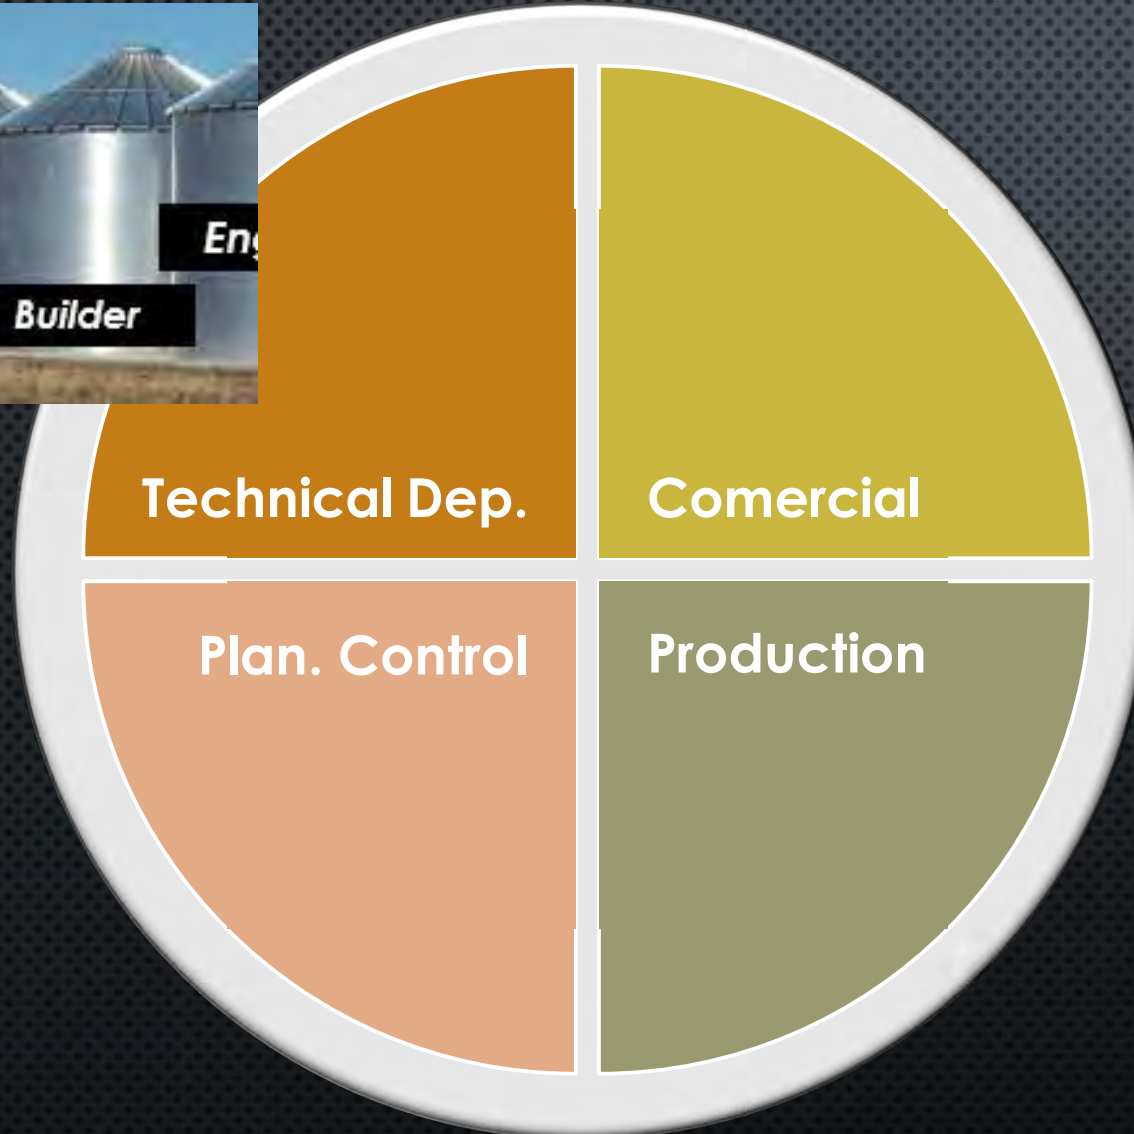 Builder
Technical Dep.
Comercial
Plan. Control
Production